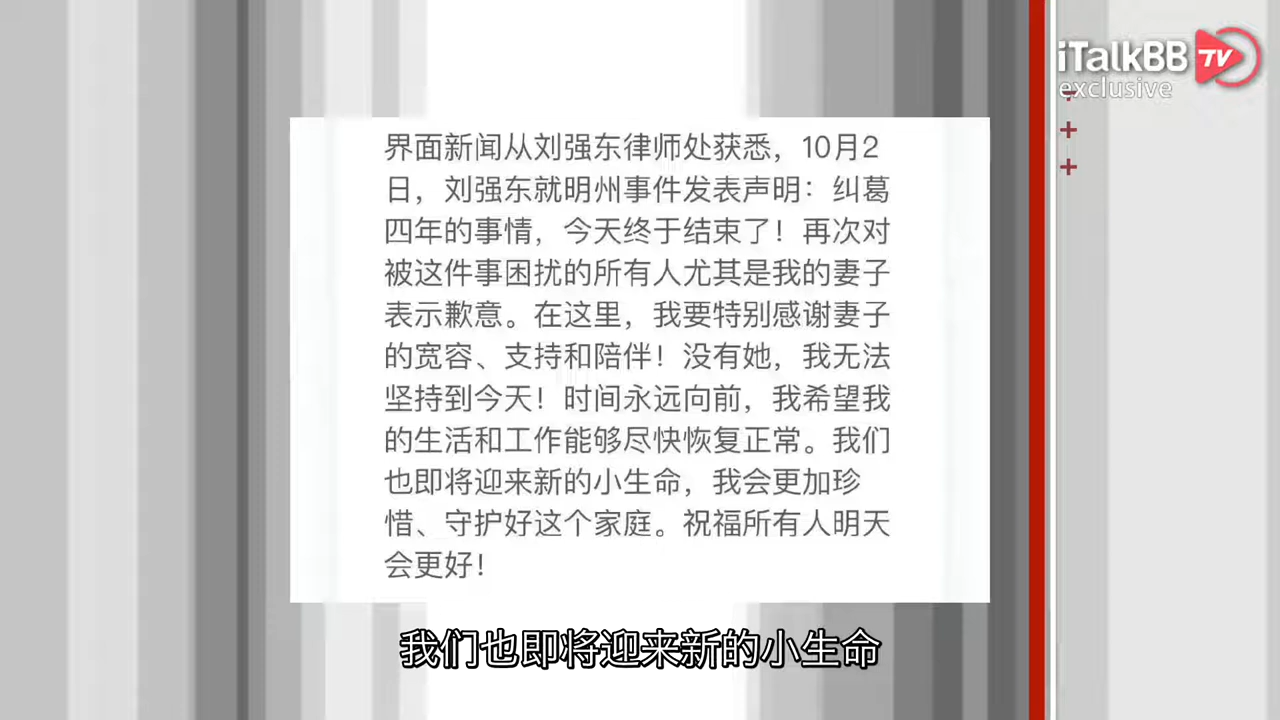 iTalkBB TV
exclusive
界面新闻从刘强东律师处获悉，10月2
日，刘强东就明州事件发表声明：纠葛
四年的事情，今天终于结束了！再次对
被这件事困扰的所有人尤其是我的妻子
表示歉意。在这里，我要特别感谢妻子
的宽容、支持和陪伴！没有她，我无法
坚持到今天！时间永远向前，我希望我
的生活和工作能够尽快恢复正常。我们
也即将迎来新的小生命，我会更加珍
惜、守护好这个家庭。祝福所有人明天
会更好！
我们也即将迎来新的小生命